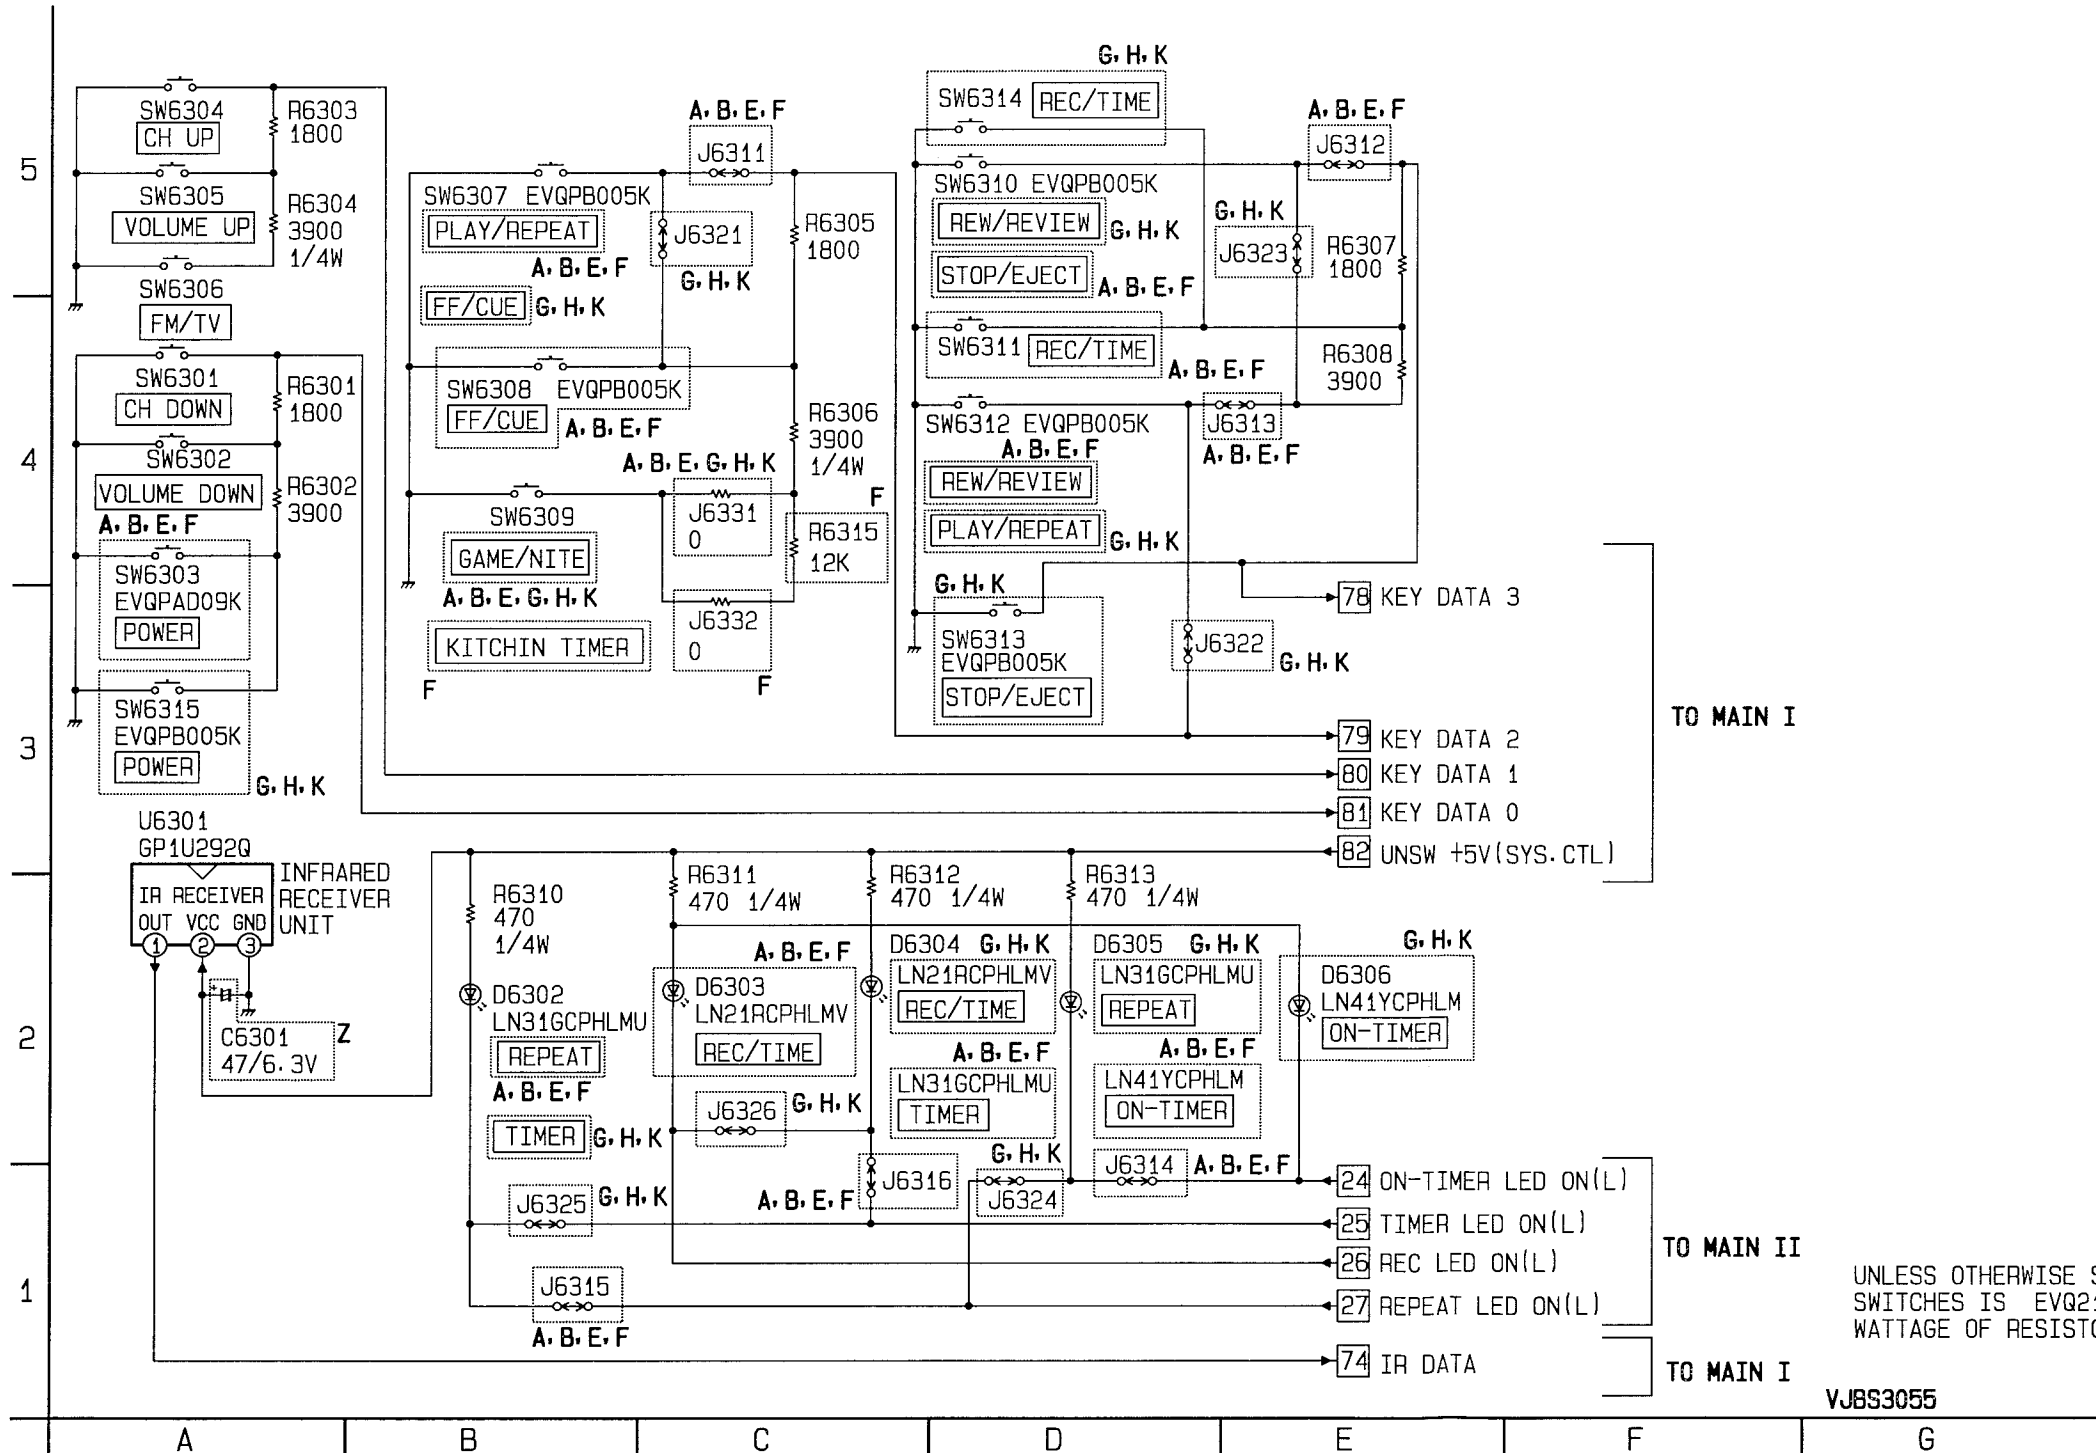 G, H, K
SW6314 REC/TIME
A, B, E, F
A, B, E, F
SW6304
CH UP
R6303
1800
J6311
J6312
5
SW6305
VOLUME UP
R6304
3900
1/4W
SW6307 EVQPB005K
PLAY/REPEAT
A, B, E, F
FF/CUE G, H, K
J6321
G, H, K
R6305
1800
SW6310 EVQPB005K
REW/REVIEW G, H, K
STOP/EJECT A, B, E, F
G, H, K
J6323
R6307
1800
SW6306
FM/TV
SW6311 REC/TIME
A, B, E, F
R6308
3900
SW6301
CH DOWN
R6301
1800
SW6308 EVQPB005K
FF/CUE A, B, E, F
R6306
3900
1/4W
SW6312 EVQPB005K
A, B, E, F
REW/REVIEW
PLAY/REPEAT G, H, K
J6313
A, B, E, F
4
SW6302
VOLUME DOWN
R6302
3900
A, B, E, F
SW6303
EVQPAD09K
POWER
A, B, E, G, H, K
J6331
0
F
R6315
12K
SW6309
GAME/NITE
A, B, E, G, H, K
KITCHIN TIMER
F
J6332
0
F
G, H, K
SW6313
EVQPB005K
STOP/EJECT
J6322
G, H, K
78 KEY DATA 3
3
SW6315
EVQPB005K
POWER
G, H, K
79 KEY DATA 2
80 KEY DATA 1
81 KEY DATA 0
82 UNSW +5V(SYS.CTL)
TO MAIN I
U6301
GP1U292Q
IR RECEIVER
OUT VCC GND
1 2 3
INFRARED
RECEIVER
UNIT
R6310
470
1/4W
R6311
470 1/4W
R6312
470 1/4W
R6313
470 1/4W
2
C6301
47/6.3V
Z
+
D6302
LN31GCPHLMU
REPEAT
A, B, E, F
TIMER G, H, K
A, B, E, F
D6303
LN21RCPHLMV
REC/TIME
D6304 G, H, K
LN21RCPHLMV
REC/TIME
A, B, E, F
LN31GCPHLMU
TIMER
D6305 G, H, K
LN31GCPHLMU
REPEAT
A, B, E, F
LN41YCPHLM
ON-TIMER
G, H, K
D6306
LN41YCPHLM
ON-TIMER
J6326 G, H, K
J6316
A, B, E, F
G, H, K
J6324
J6314 A, B, E, F
J6325 G, H, K
24 ON-TIMER LED ON(L)
25 TIMER LED ON(L)
26 REC LED ON(L)
27 REPEAT LED ON(L)
TO MAIN II
1
J6315
A, B, E, F
74 IR DATA
TO MAIN I
UNLESS OTHERWISE
SWITCHES IS EVQ2
WATTAGE OF
VJBS3055
A B C D E F G